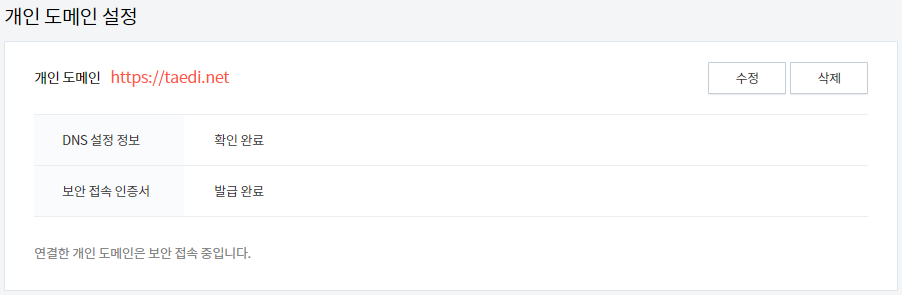 개인 도메인 설정
개인 도메인 https://taedi.net 수정 삭제
DNS 설정 정보 확인 완료
보안 접속 인증서 발급 완료
연결한 개인 도메인은 보안 접속 중입니다.